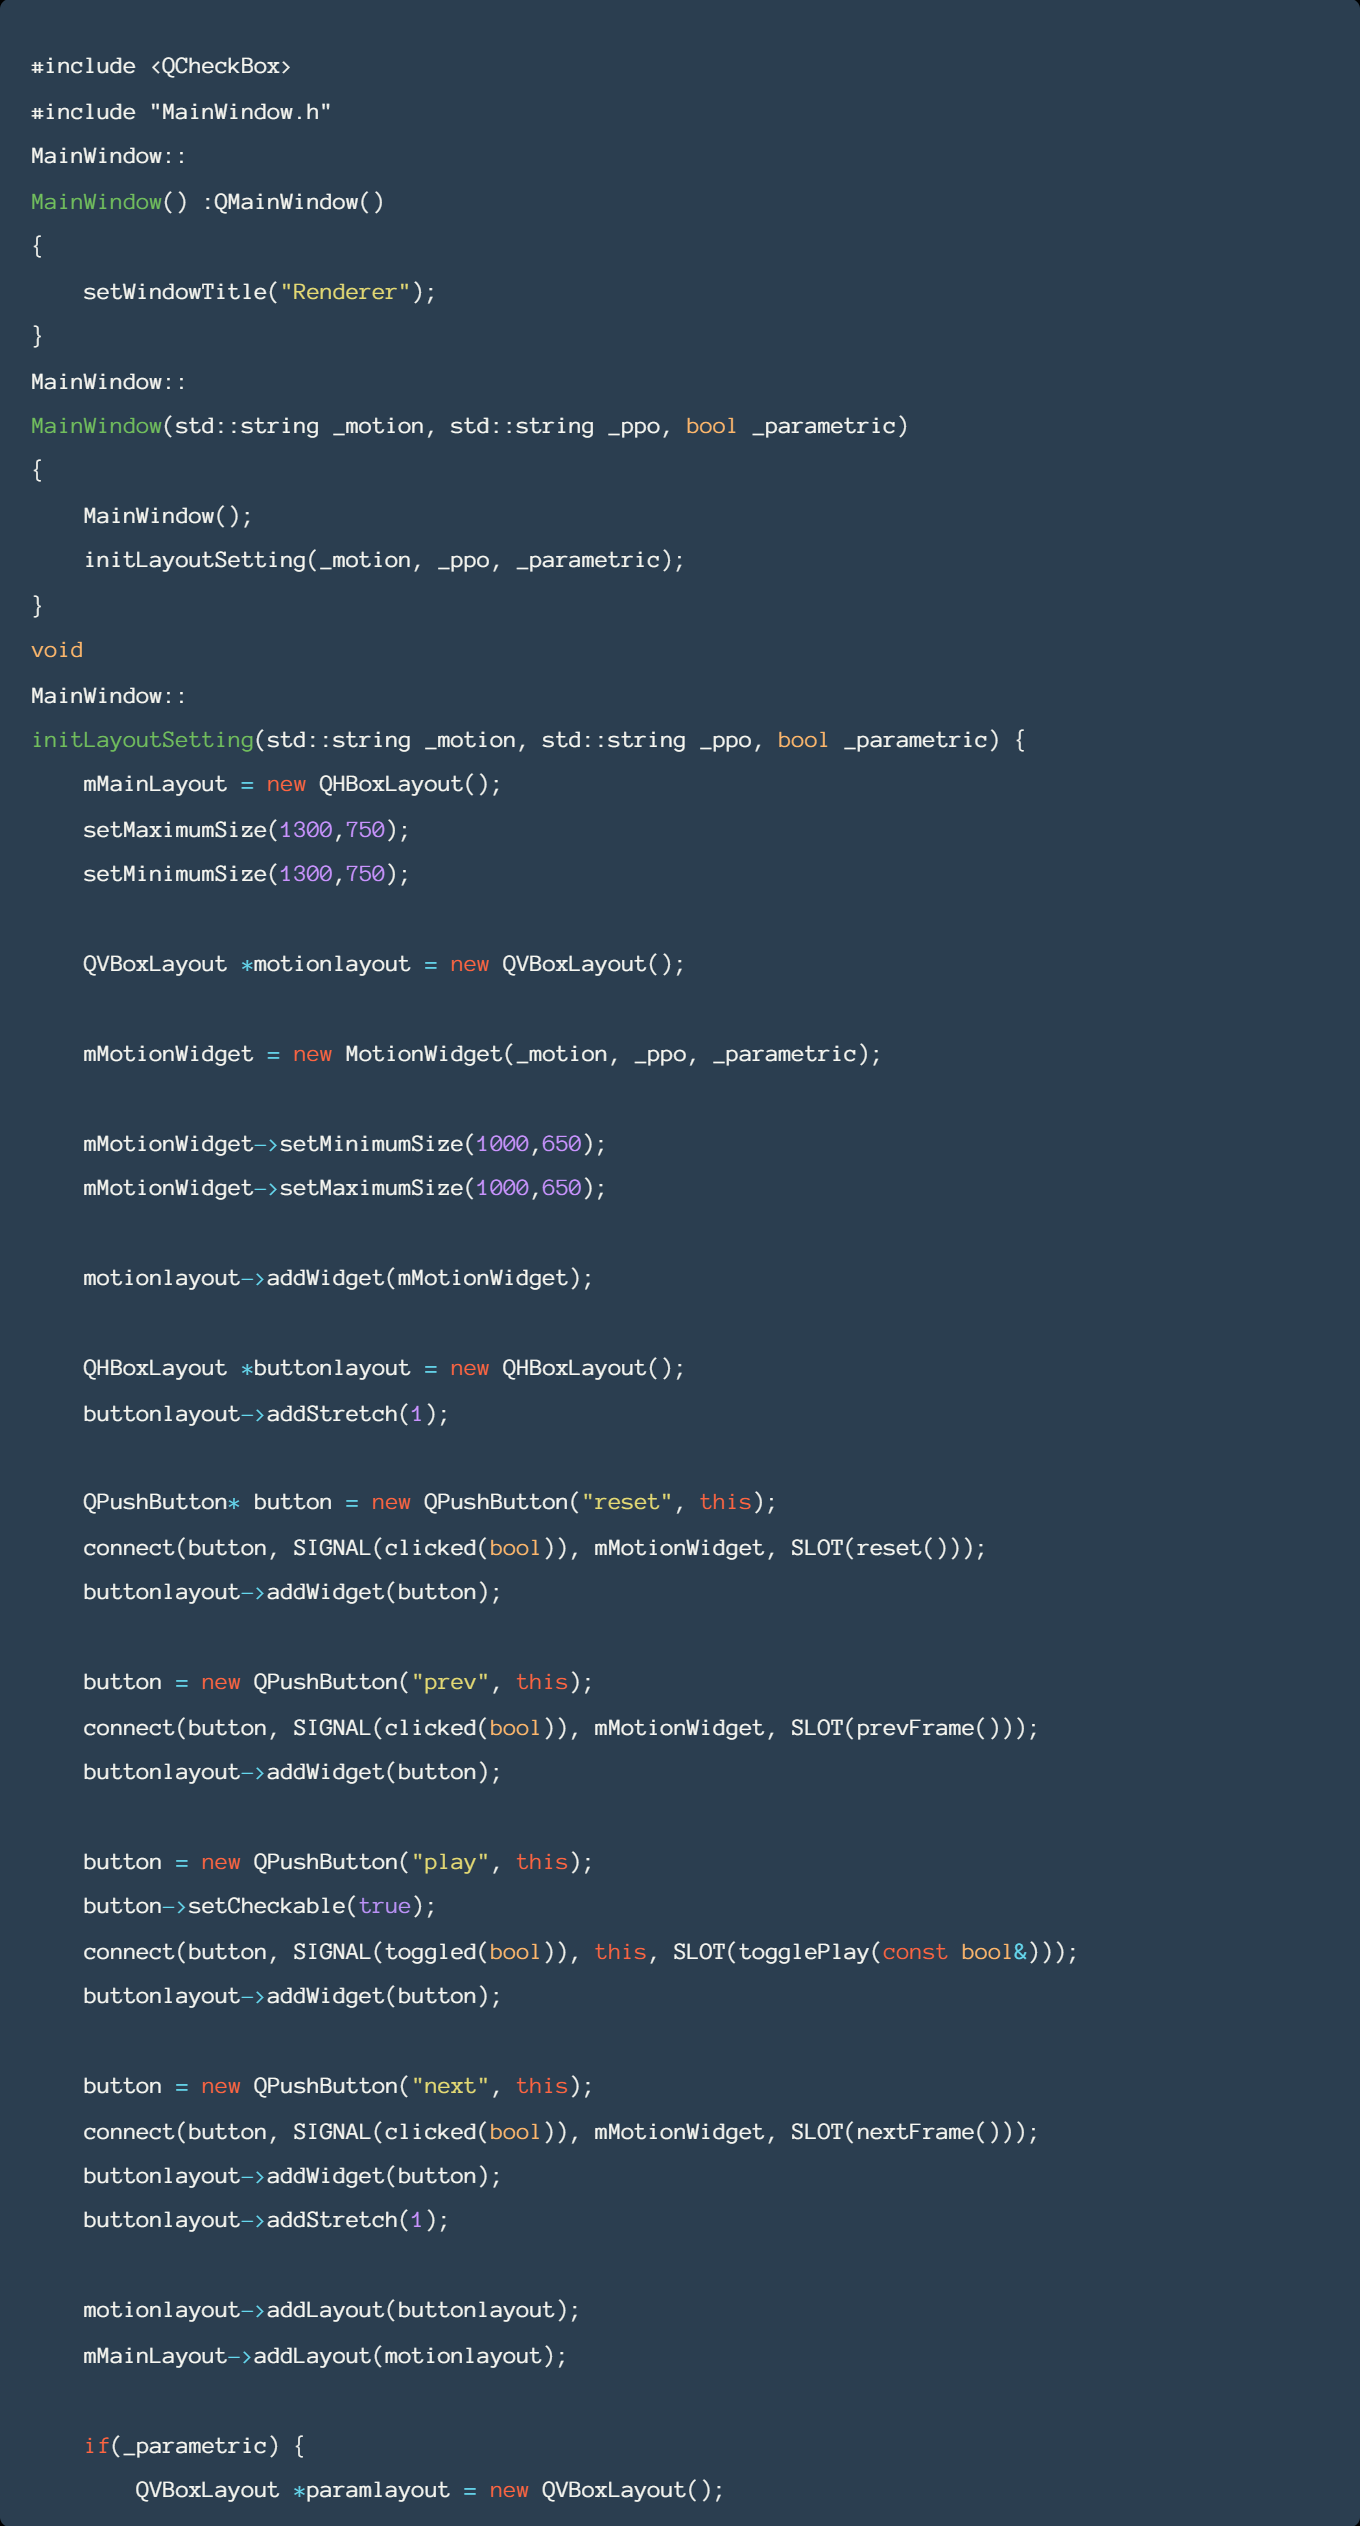 #include <QCheckBox>
#include "MainWindow.h"
MainWindow::
MainWindow() :QMainWindow()
{
    setWindowTitle("Renderer");
}
MainWindow::
MainWindow(std::string _motion, std::string _ppo, bool _parametric)
{
    MainWindow();
    initLayoutSetting(_motion, _ppo, _parametric);
}
void
MainWindow::
initLayoutSetting(std::string _motion, std::string _ppo, bool _parametric) {
    mMainLayout = new QHBoxLayout();
    setMaximumSize(1300,750);
    setMinimumSize(1300,750);

    QVBoxLayout *motionlayout = new QVBoxLayout();

    mMotionWidget = new MotionWidget(_motion, _ppo, _parametric);

    mMotionWidget->setMinimumSize(1000,650);
    mMotionWidget->setMaximumSize(1000,650);

    motionlayout->addWidget(mMotionWidget);

    QHBoxLayout *buttonlayout = new QHBoxLayout();
    buttonlayout->addStretch(1);

    QPushButton* button = new QPushButton("reset", this);
    connect(button, SIGNAL(clicked(bool)), mMotionWidget, SLOT(reset()));
    buttonlayout->addWidget(button);

    button = new QPushButton("prev", this);
    connect(button, SIGNAL(clicked(bool)), mMotionWidget, SLOT(prevFrame()));
    buttonlayout->addWidget(button);

    button = new QPushButton("play", this);
    button->setCheckable(true);
    connect(button, SIGNAL(toggled(bool)), this, SLOT(togglePlay(const bool&)));
    buttonlayout->addWidget(button);

    button = new QPushButton("next", this);
    connect(button, SIGNAL(clicked(bool)), mMotionWidget, SLOT(nextFrame()));
    buttonlayout->addWidget(button);
    buttonlayout->addStretch(1);

    motionlayout->addLayout(buttonlayout);
    mMainLayout->addLayout(motionlayout);

    if(_parametric) {
        QVBoxLayout *paramlayout = new QVBoxLayout();